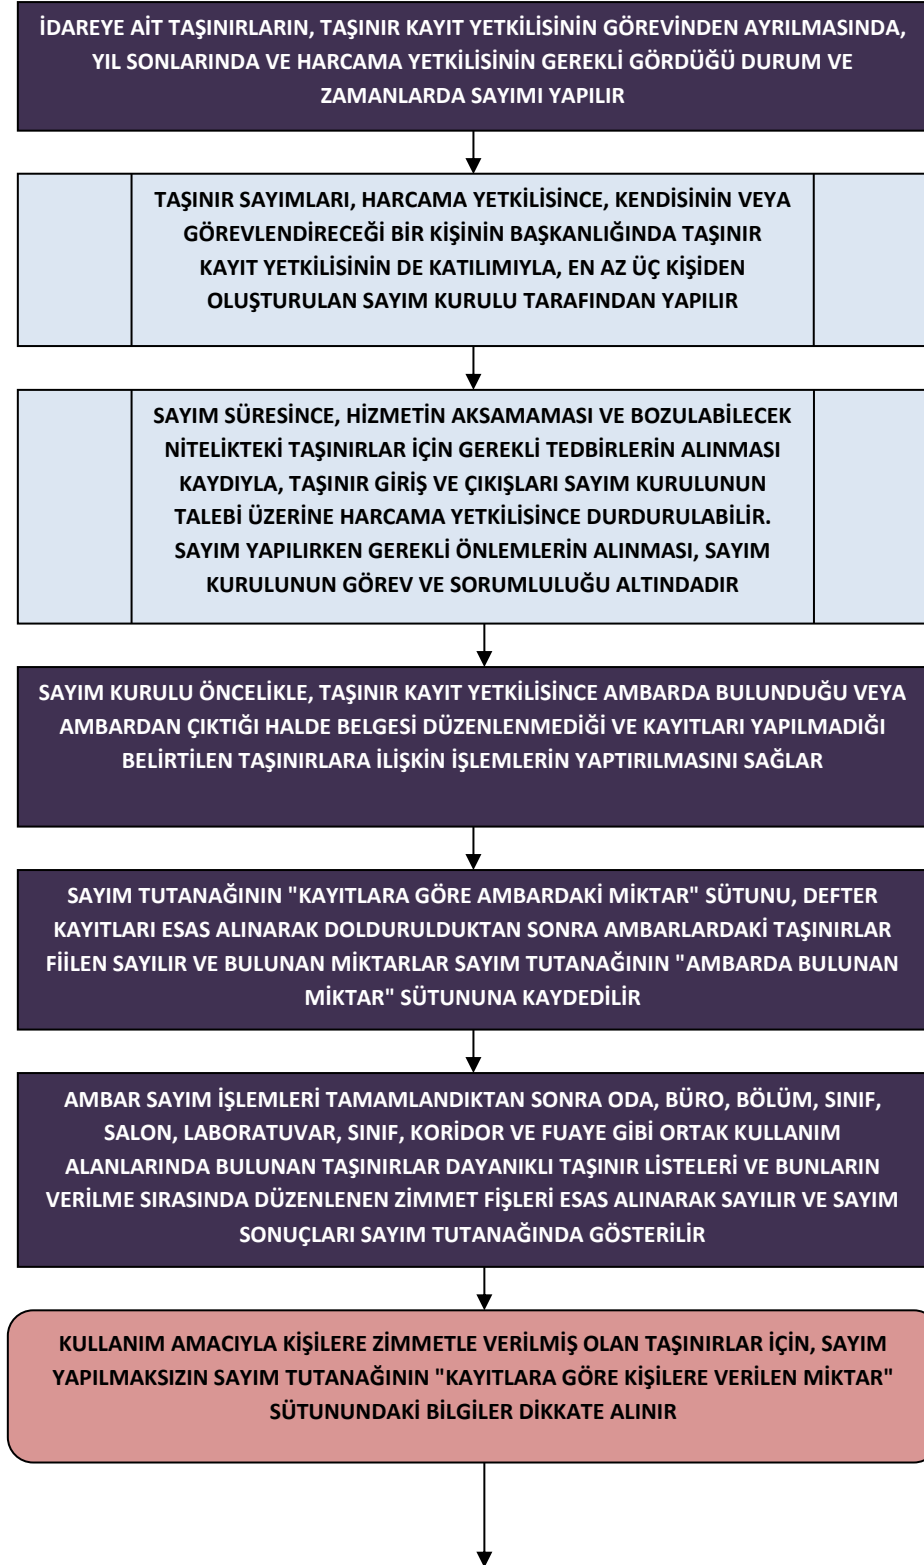 İDAREYE AİT TAŞINIRLARIN, TAŞINIR KAYIT YETKİLİSİNİN GÖREVİNDEN AYRILMASINDA,
YIL SONLARINDA VE HARCAMA YETKİLİSİNİN GEREKLİ GÖRDÜĞÜ DURUM VE
ZAMANLARDA SAYIMI YAPILIR
TAŞINIR SAYIMLARI, HARCAMA YETKİLİSİNCE, KENDİSİNİN VEYA
GÖREVLENDİRECEĞİ BİR KİŞİNİN BAŞKANLIĞINDA TAŞINIR
KAYIT YETKİLİSİNİN DE KATILIMIYLA, EN AZ ÜÇ KİŞİDEN
OLUŞTURULAN SAYIM KURULU TARAFINDAN YAPILIR
SAYIM SÜRESİNCE, HİZMETİN AKSAMAMASI VE BOZULABİLECEK
NİTELİKTEKİ TAŞINIRLAR İÇİN GEREKLİ TEDBİRLERİN ALINMASI
KAYDIYLA, TAŞINIR GİRİŞ VE ÇIKIŞLARI SAYIM KURULUNUN
TALEBİ ÜZERİNE HARCAMA YETKİLİSİNCE DURDURULABİLİR.
SAYIM YAPILIRKEN GEREKLİ ÖNLEMLERİN ALINMASI, SAYIM
KURULUNUN GÖREV VE SORUMLULUĞU ALTINDADIR
SAYIM KURULU ÖNCELİKLE, TAŞINIR KAYIT YETKİLİSİNCE AMBARDA BULUNDUĞU VEYA
AMBARDAN ÇIKTIĞI HALDE BELGESİ DÜZENLENMEDİĞİ VE KAYITLARI YAPILMADIĞI
BELİRTİLEN TAŞINIRLARA İLİŞKİN İŞLEMLERİN YAPTIRILMASINI SAĞLAR
SAYIM TUTANAĞININ "KAYITLARA GÖRE AMBARDAKİ MİKTAR" SÜTUNU, DEFTER
KAYITLARI ESAS ALINARAK DOLDURULDUKTAN SONRA AMBARLARDAKİ TAŞINIRLAR
FİİLEN SAYILIR VE BULUNAN MİKTARLAR SAYIM TUTANAĞININ "AMBARDA BULUNAN
MİKTAR" SÜTUNUNA KAYDEDİLİR
AMBAR SAYIM İŞLEMLERİ TAMAMLANDIKTAN SONRA ODA, BÜRO, BÖLÜM, SINIF,
SALON, LABORATUVAR, SINIF, KORİDOR VE FUAYE GİBİ ORTAK KULLANIM
ALANLARINDA BULUNAN TAŞINIRLAR DAYANIKLI TAŞINIR LİSTELERİ VE BUNLARIN
VERİLME SIRASINDA DÜZENLENEN ZİMMET FİŞLERİ ESAS ALINARAK SAYILIR VE SAYIM
SONUÇLARI SAYIM TUTANAĞINDA GÖSTERİLİR
KULLANIM AMACIYLA KİŞİLERE ZİMMETLE VERİLMİŞ OLAN TAŞINIRLAR İÇİN, SAYIM
YAPILMAKSIZIN SAYIM TUTANAĞININ "KAYITLARA GÖRE KİŞİLERE VERİLEN MİKTAR"
SÜTUNUNDAKİ BİLGİLER DİKKATE ALINIR